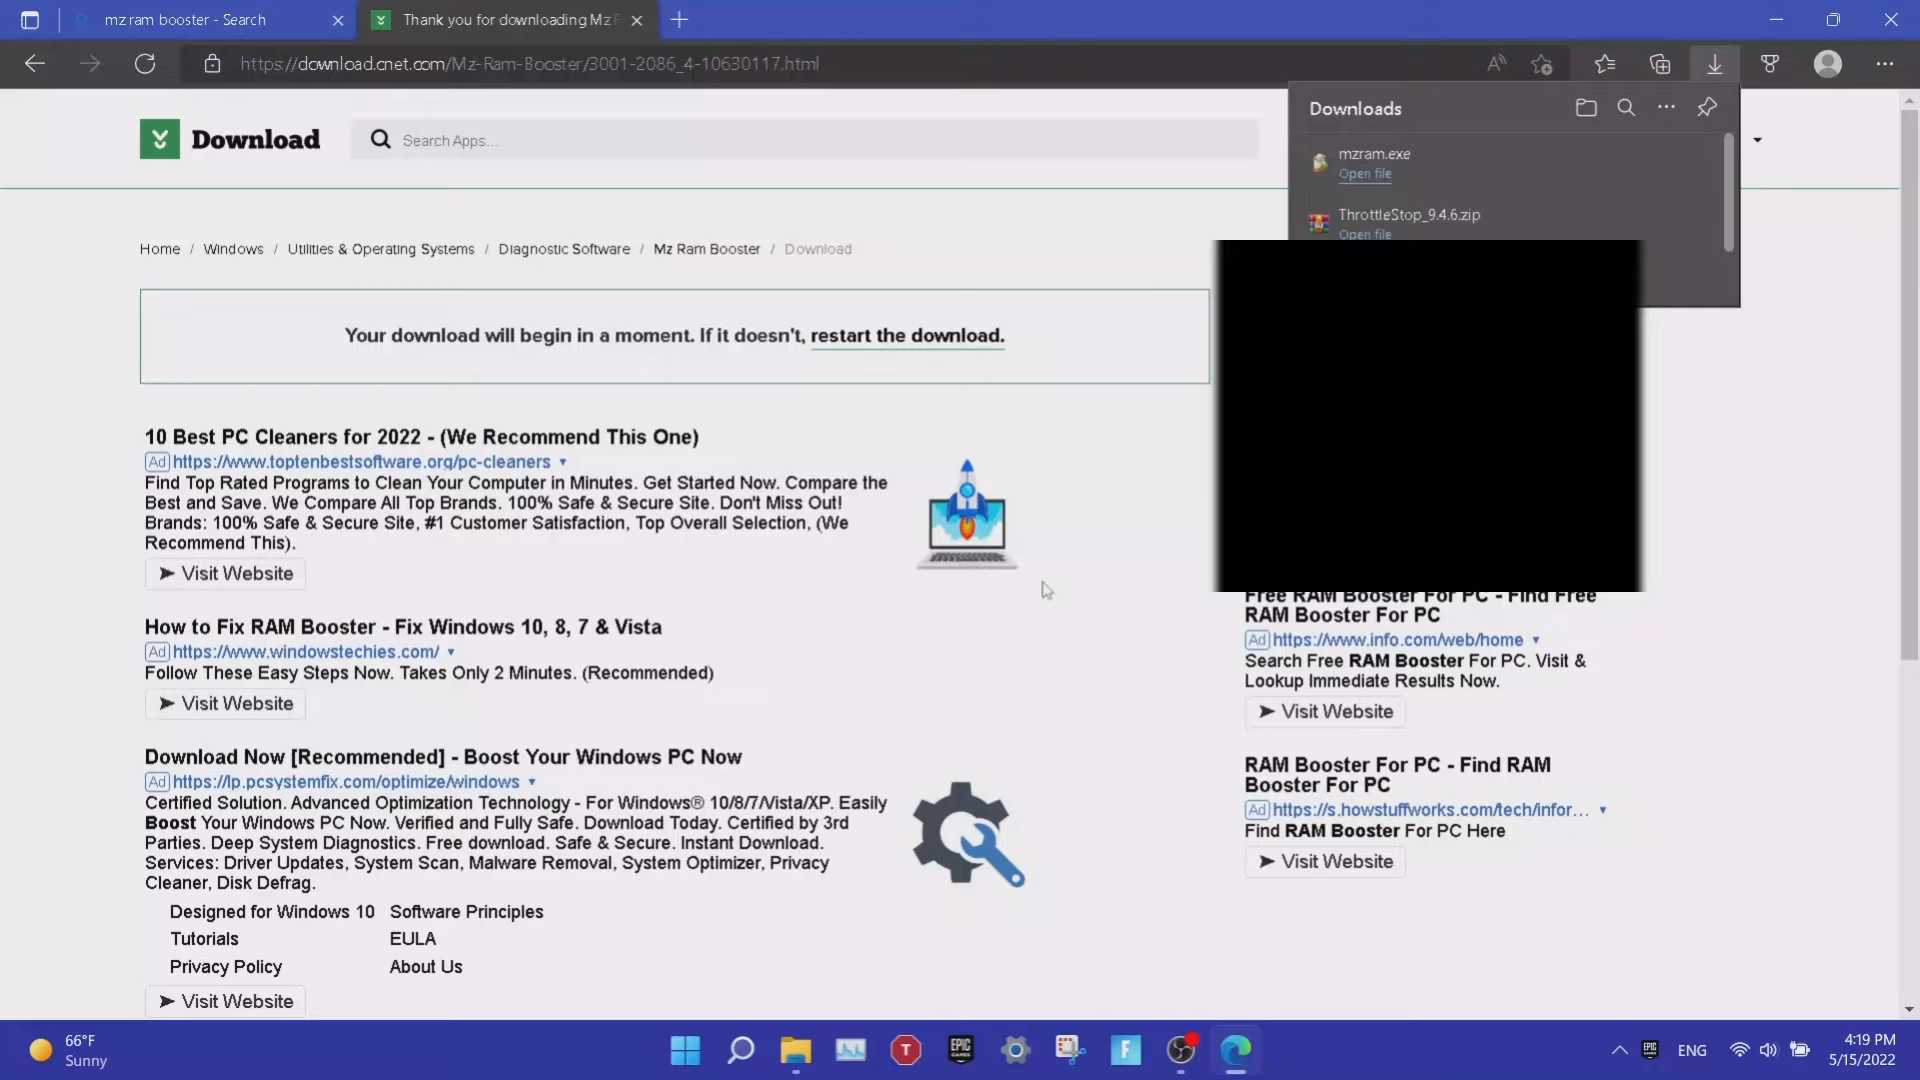 mz ram booster - Search
Thank you for downloading Mz R
https://download.cnet.com/Mz-Ram-Booster/3001-2086_4-10630117.html
Downloads
mzram.exe
Open file
ThrottleStop_9.4.6.zip
Open file
Download
Search Apps...
Home / Windows / Utilities & Operating Systems / Diagnostic Software / Mz Ram Booster / Download
Your download will begin in a moment. If it doesn't, restart the download.
10 Best PC Cleaners for 2022 - (We Recommend This One)
Ad https://www.toptenbestsoftware.org/pc-cleaners
Find Top Rated Programs to Clean Your Computer in Minutes. Get Started Now. Compare the
Best and Save. We Compare All Top Brands. 100% Safe & Secure Site. Don't Miss Out!
Brands: 100% Safe & Secure Site, #1 Customer Satisfaction, Top Overall Selection, (We
Recommend This).
Visit Website
How to Fix RAM Booster - Fix Windows 10, 8, 7 & Vista
Ad https://www.windowstechies.com/
Follow These Easy Steps Now. Takes Only 2 Minutes. (Recommended)
Visit Website
Download Now [Recommended] - Boost Your Windows PC Now
Ad https://lp.pcsystemfix.com/optimize/windows
Certified Solution. Advanced Optimization Technology - For Windows® 10/8/7/Vista/XP. Easily
Boost Your Windows PC Now. Verified and Fully Safe. Download Today. Certified by 3rd
Parties. Deep System Diagnostics. Free download. Safe & Secure. Instant Download.
Services: Driver Updates, System Scan, Malware Removal, System Optimizer, Privacy
Cleaner, Disk Defrag.
Designed for Windows 10 Software Principles
Tutorials EULA
Privacy Policy About Us
Visit Website
Free RAM Booster For PC - Find Free
RAM Booster For PC
Ad https://www.info.com/web/home
Search Free RAM Booster For PC. Visit &
Lookup Immediate Results Now.
Visit Website
RAM Booster For PC - Find RAM
Booster For PC
Ad https://s.howstuffworks.com/tech/infor...
Find RAM Booster For PC Here
Visit Website
66°F
Sunny
T
EPIC
GAMES
F
EPIC
ENG
4:19 PM
5/15/2022